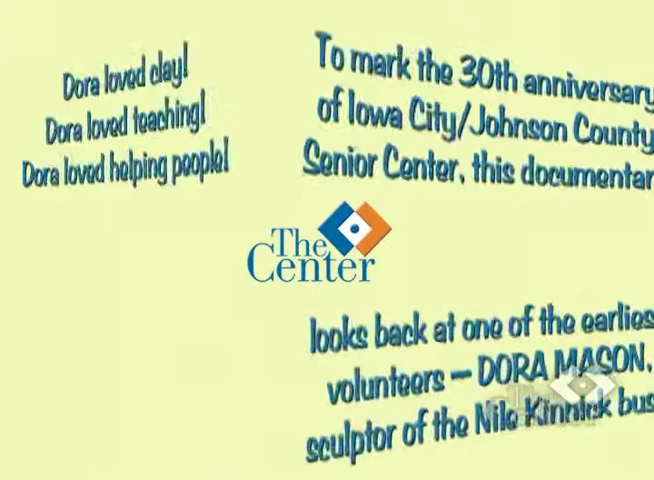 Dora loved clay!
Dora loved teaching!
Dora loved helping people!
To mark the 30th anniversary
of Iowa City/Johnson County
Senior Center, this documentar
The
Center
looks back at one of the earlies
volunteers — DORA MASON,
sculptor of the Nile Kinnick bus